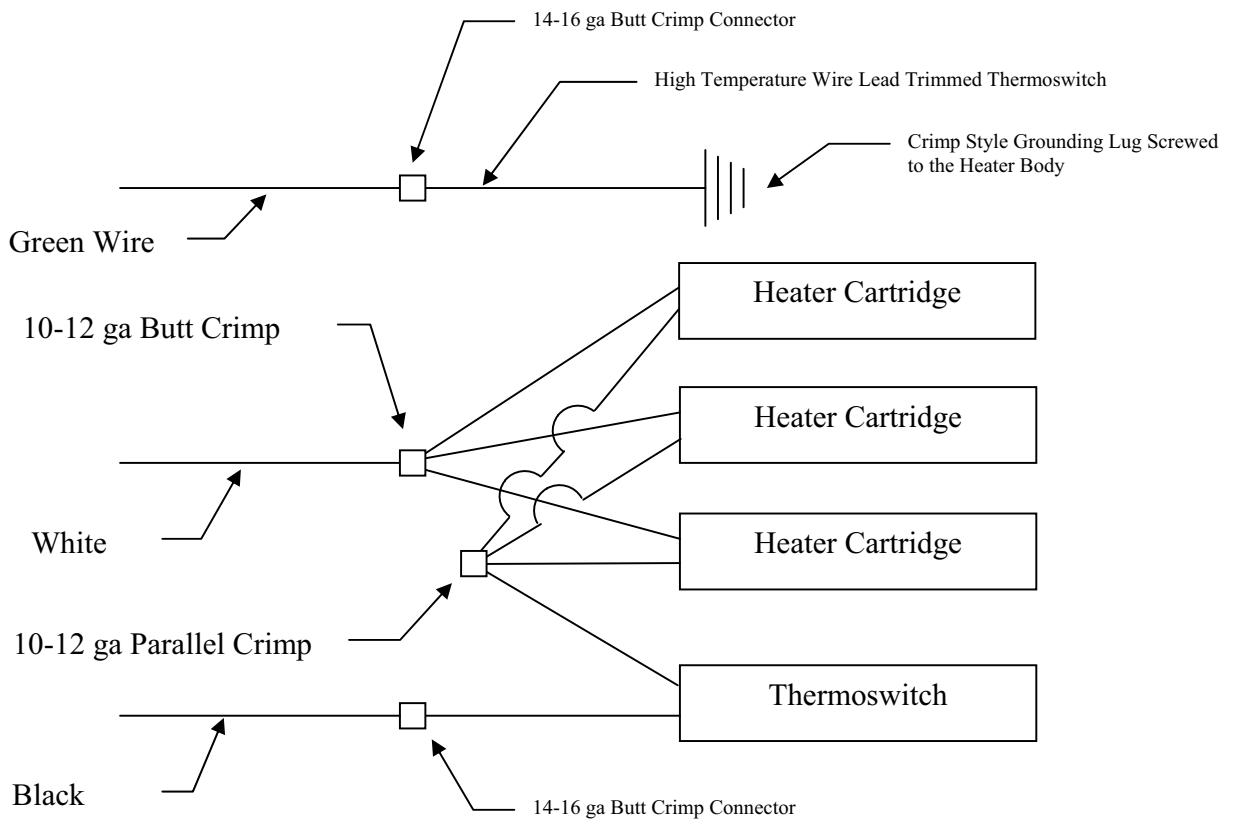 14-16 ga Butt Crimp Connector
High Temperature Wire Lead Trimmed Thermoswitch
Crimp Style Grounding Lug Screwed
to the Heater Body
Green Wire
Heater Cartridge
10-12 ga Butt Crimp
Heater Cartridge
White
Heater Cartridge
10-12 ga Parallel Crimp
Thermoswitch
Black
14-16 ga Butt Crimp Connector